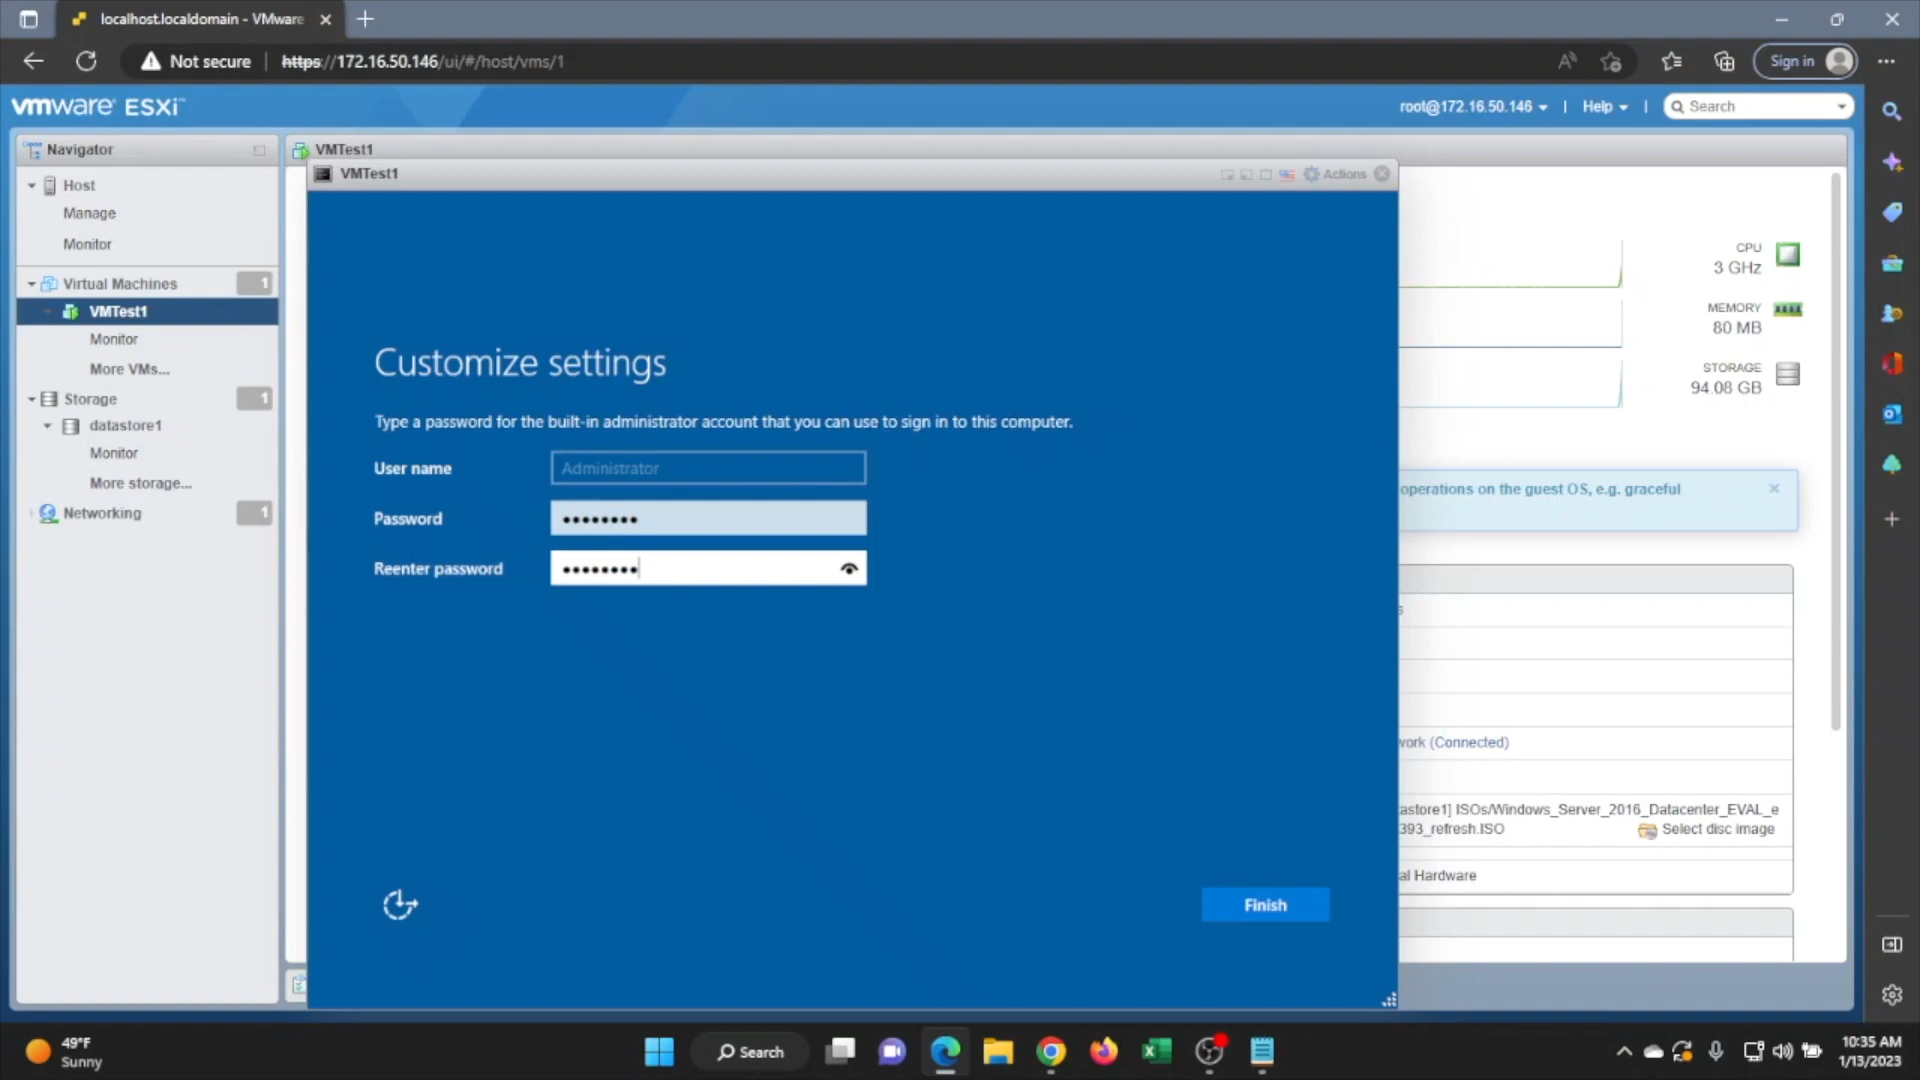 localhost.localdomain - VMware
Not secure
https://172.16.50.146/ui/#/host/vms/1
Sign in
vmware ESXi
root@172.16.50.146
Help
Search
Navigator
Host
Manage
Monitor
Virtual Machines 1
VMTest1
Monitor
More VMs...
Storage 1
datastore1
Monitor
More storage...
Networking 1
VMTest1
VMTest1
Actions
Customize settings
Type a password for the built-in administrator account that you can use to sign in to this computer.
User name
Administrator
Password
Reenter password
Finish
CPU
3 GHz
MEMORY
80 MB
STORAGE
94.08 GB
operations on the guest OS, e.g. graceful
work (Connected)
tastore1] ISOs/Windows_Server_2016_Datacenter_EVAL_e
393_refresh.ISO
Select disc image
al Hardware
49°F
Sunny
Search
10:35 AM
1/13/2023